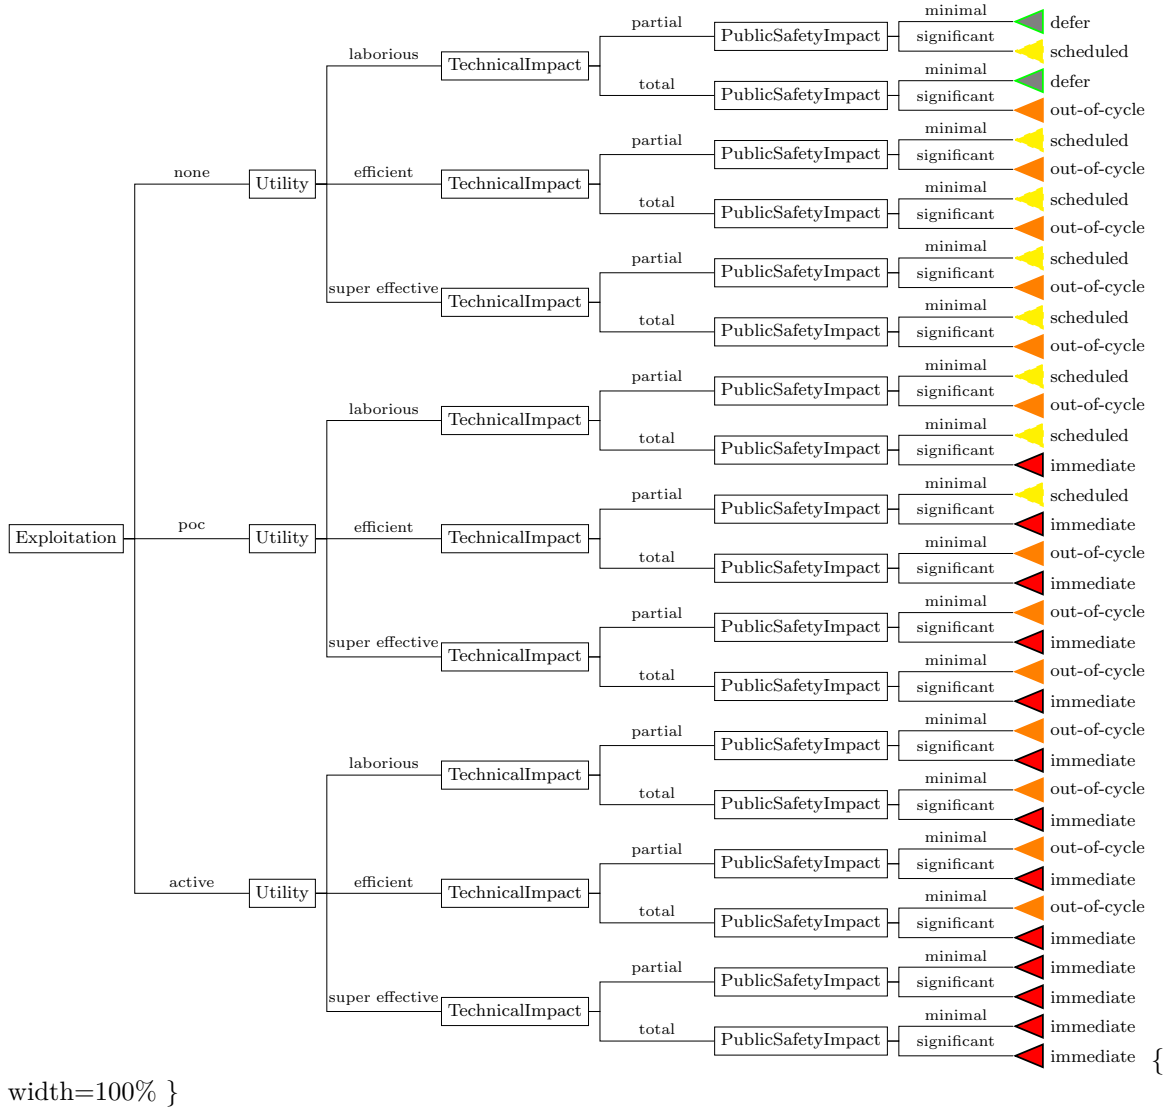 minimal
partial defer
PublicSafetyImpact significant
laborious scheduled
TechnicalImpact minimal
total defer
PublicSafetyImpact significant
out-of-cycle
minimal
partial scheduled
PublicSafetyImpact significant
none efficient out-of-cycle
Utility TechnicalImpact minimal
total scheduled
PublicSafetyImpact significant
out-of-cycle
minimal
partial scheduled
PublicSafetyImpact significant
super effective out-of-cycle
TechnicalImpact minimal
total scheduled
PublicSafetyImpact significant
out-of-cycle
minimal
partial scheduled
PublicSafetyImpact significant
laborious out-of-cycle
TechnicalImpact minimal
total scheduled
PublicSafetyImpact significant
immediate
minimal
partial scheduled
PublicSafetyImpact significant
poc efficient immediate
Exploitation Utility TechnicalImpact minimal
total out-of-cycle
PublicSafetyImpact significant
immediate
minimal
partial out-of-cycle
PublicSafetyImpact significant
super effective immediate
TechnicalImpact minimal
total out-of-cycle
PublicSafetyImpact significant
immediate
minimal
partial out-of-cycle
PublicSafetyImpact significant
laborious immediate
TechnicalImpact minimal
total out-of-cycle
PublicSafetyImpact significant
immediate
minimal
partial out-of-cycle
PublicSafetyImpact significant
active efficient immediate
Utility TechnicalImpact minimal
total out-of-cycle
PublicSafetyImpact significant
immediate
minimal
partial immediate
PublicSafetyImpact significant
super effective immediate
TechnicalImpact minimal
total immediate
PublicSafetyImpact significant
immediate {
width=100% }